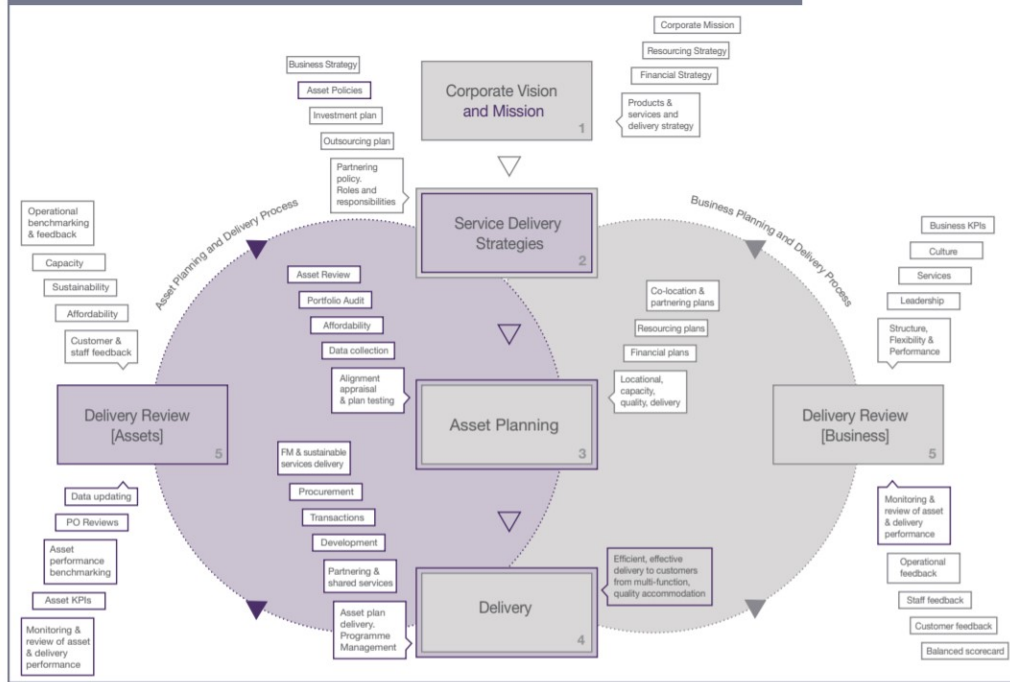 Corporate Mission
Resourcing Strategy
Financial Strategy
Products &
services and
delivery strategy
Business Strategy
Asset Policies
Investment plan
Outsourcing plan
Partnering
policy.
Roles and
responsibilities
Corporate Vision
and Mission
1
Service Delivery
Strategies
2
Asset Planning and Delivery Process
Business Planning and Delivery Process
Operational
benchmarking
& feedback
Capacity
Sustainability
Affordability
Customer &
staff feedback
Asset Review
Portfolio Audit
Affordability
Data collection
Alignment
appraisal
& plan testing
Co-location &
partnering plans
Resourcing plans
Financial plans
Locational,
capacity,
quality, delivery
Business KPIs
Culture
Services
Leadership
Structure,
Flexibility &
Performance
Delivery Review
[Assets]
5
Asset Planning
3
Delivery Review
[Business]
5
Data updating
PO Reviews
Asset
performance
benchmarking
Asset KPIs
Monitoring &
review of asset
& delivery
performance
FM & sustainable
services delivery
Procurement
Transactions
Development
Partnering &
shared services
Asset plan
delivery.
Programme
Management
Delivery
4
Efficient, effective
delivery to customers
from multi-function,
quality accommodation
Monitoring &
review of asset
& delivery
performance
Operational
feedback
Staff feedback
Customer feedback
Balanced scorecard